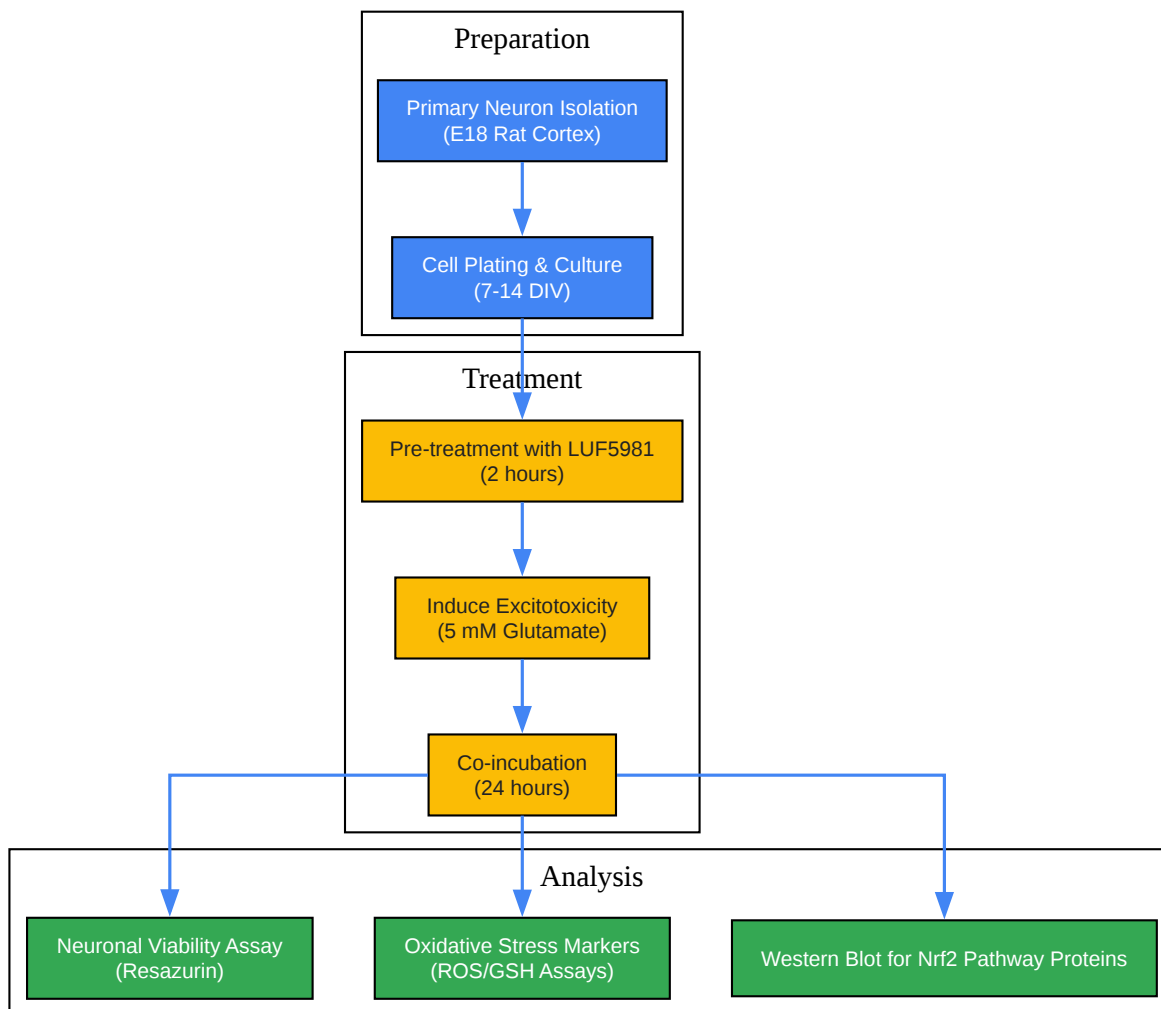 Preparation
Primary Neuron Isolation
(E18 Rat Cortex)
Cell Plating & Culture
(7-14 DIV)
Treatment
Pre-treatment with LUF5981
(2 hours)
Induce Excitotoxicity
(5 mM Glutamate)
Co-incubation
(24 hours)
Analysis
Neuronal Viability Assay
(Resazurin)
Oxidative Stress Markers
(ROS/GSH Assays)
Western Blot for Nrf2 Pathway Proteins